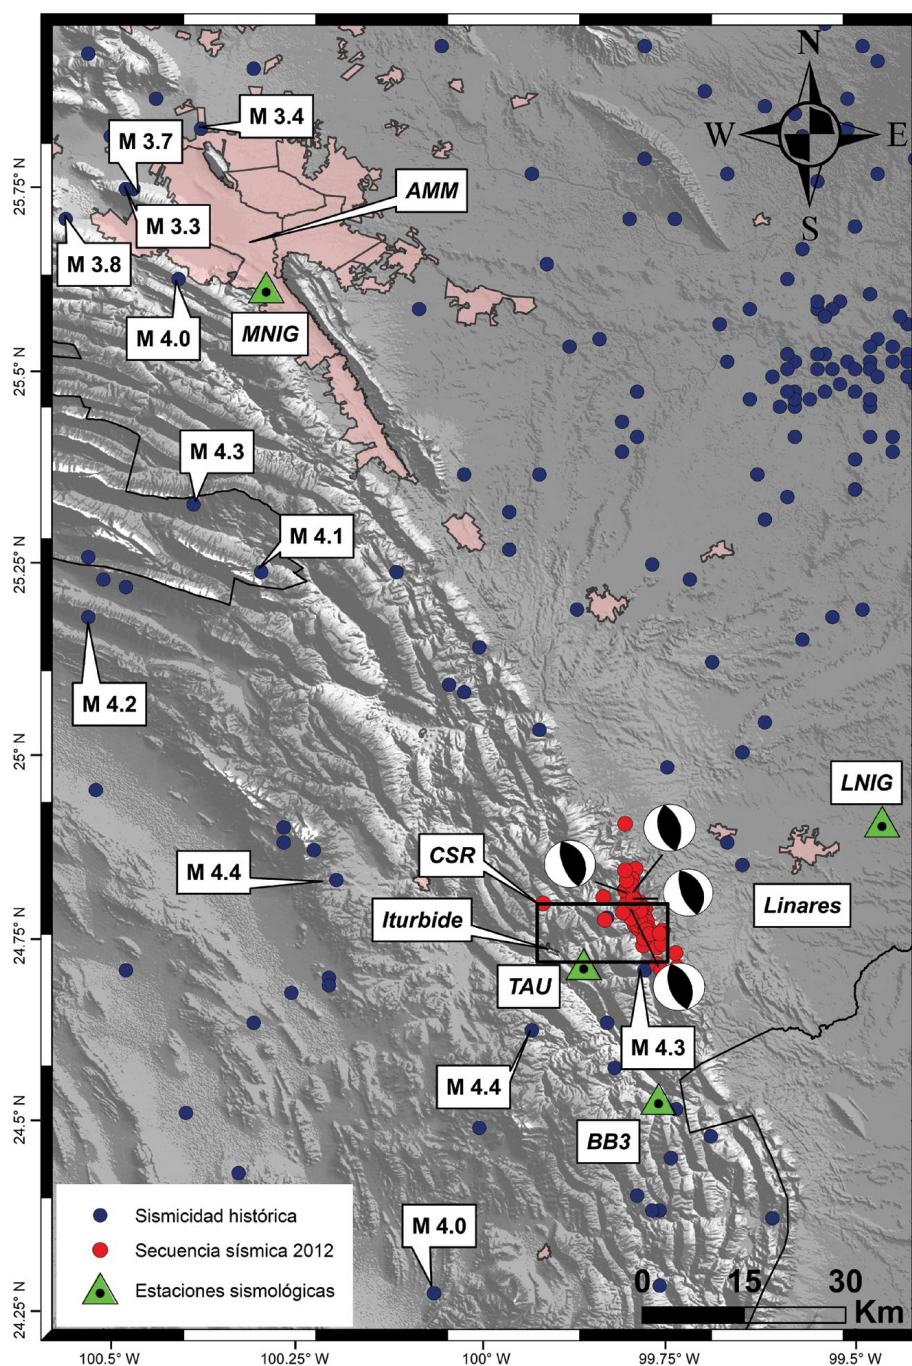 N
W
E
S
M 3.4
M 3.7
AMM
M 3.3
M 3.8
M 4.0
MNIG
M 4.3
M 4.1
M 4.2
LNIG
CSR
M 4.4
Iturbide
Linares
TAU
M 4.3
M 4.4
BB3
M 4.0
Sismicidad histórica
Secuencia sísmica 2012
Estaciones sismológicas
0 15 30
Km
25.75° N
25.5° N
25.25° N
25° N
24.75° N
24.5° N
24.25° N
100.5° W
100.25° W
100° W
99.75° W
99.5° W